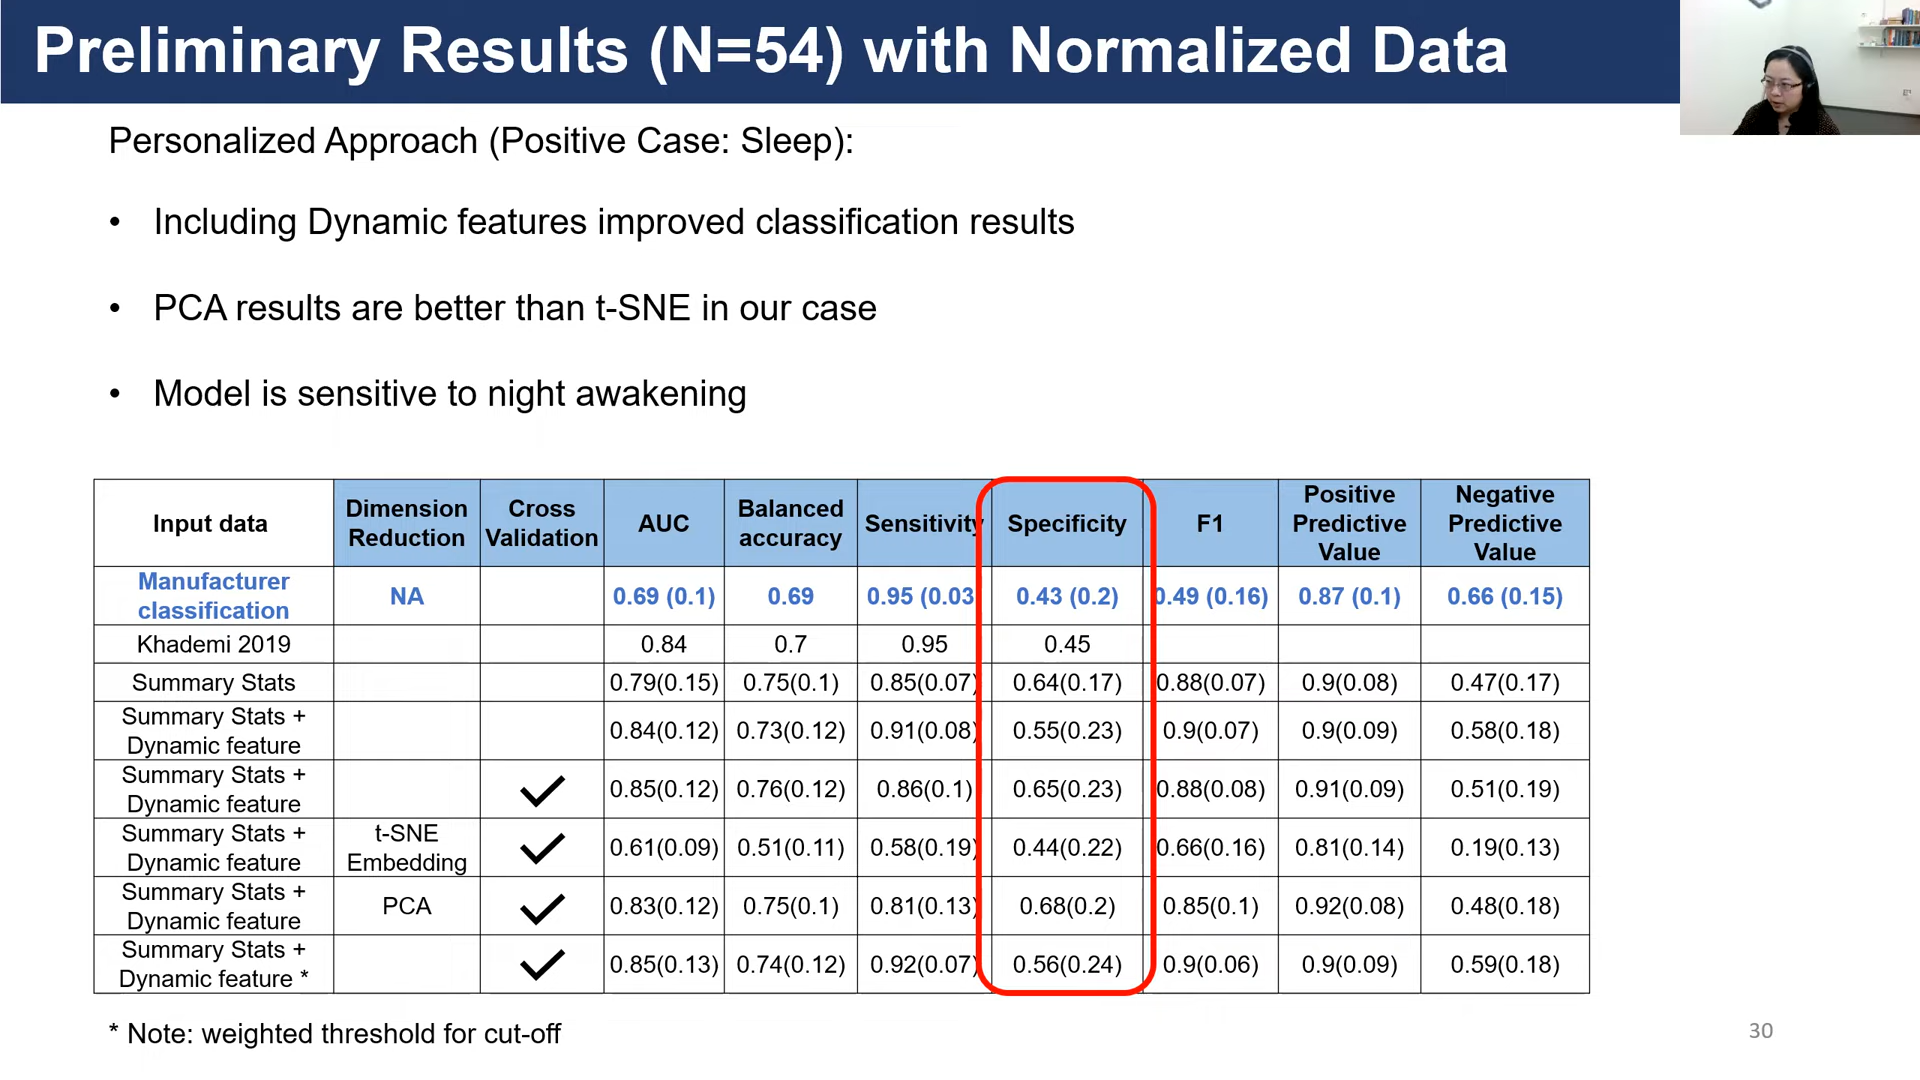 Preliminary Results (N=54) with Normalized Data
Personalized Approach (Positive Case: Sleep):
• Including Dynamic features improved classification results
• PCA results are better than t-SNE in our case
• Model is sensitive to night awakening
Input data Dimension Reduction Cross Validation AUC Balanced accuracy Sensitivity Specificity F1 Positive Predictive Value Negative Predictive Value
Manufacturer classification NA 0.69 (0.1) 0.69 0.95 (0.03 0.43 (0.2) 0.49 (0.16) 0.87 (0.1) 0.66 (0.15)
Khademi 2019 0.84 0.7 0.95 0.45
Summary Stats 0.79(0.15) 0.75(0.1) 0.85(0.07) 0.64(0.17) 0.88(0.07) 0.9(0.08) 0.47(0.17)
Summary Stats + Dynamic feature 0.84(0.12) 0.73(0.12) 0.91(0.08) 0.55(0.23) 0.9(0.07) 0.9(0.09) 0.58(0.18)
Summary Stats + Dynamic feature ✓ 0.85(0.12) 0.76(0.12) 0.86(0.1) 0.65(0.23) 0.88(0.08) 0.91(0.09) 0.51(0.19)
Summary Stats + Dynamic feature t-SNE Embedding ✓ 0.61(0.09) 0.51(0.11) 0.58(0.19) 0.44(0.22) 0.66(0.16) 0.81(0.14) 0.19(0.13)
Summary Stats + Dynamic feature PCA ✓ 0.83(0.12) 0.75(0.1) 0.81(0.13) 0.68(0.2) 0.85(0.1) 0.92(0.08) 0.48(0.18)
Summary Stats + Dynamic feature * ✓ 0.85(0.13) 0.74(0.12) 0.92(0.07) 0.56(0.24) 0.9(0.06) 0.9(0.09) 0.59(0.18)
* Note: weighted threshold for cut-off
30